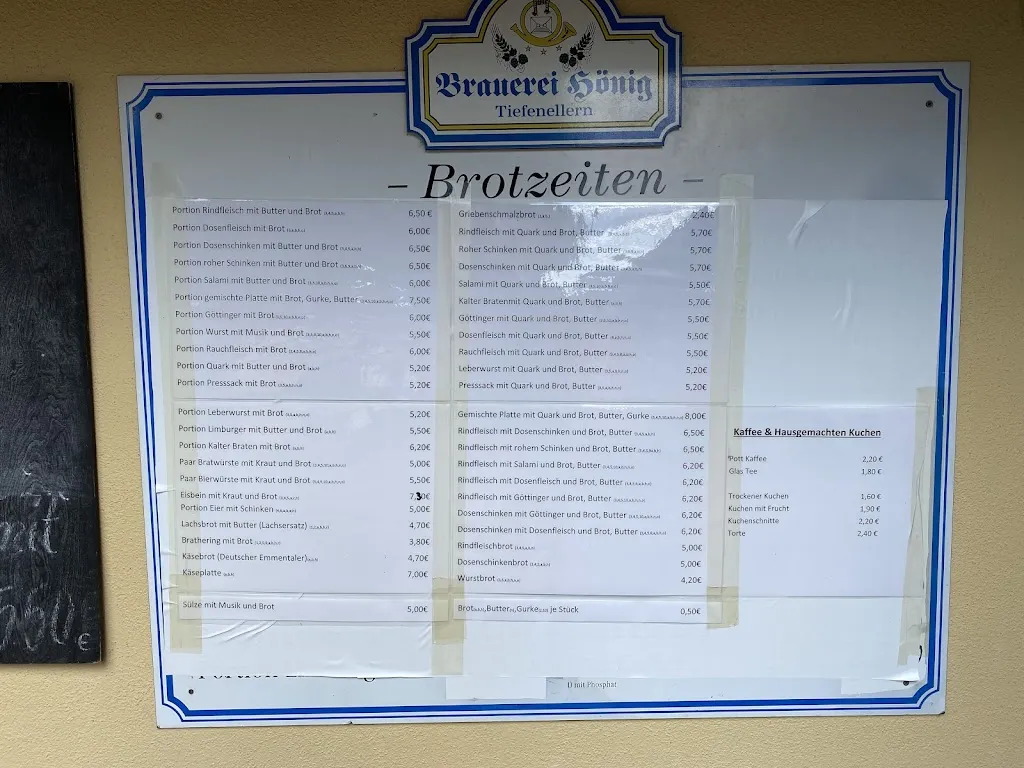 Brauerei Hönig
Tiefenellern
- Brotzeiten -
Portion Rindfleisch mit Butter und Brot 6,50 €
Portion Dosenfleisch mit Brot 6,00€
Portion Dosenschinken mit Butter und Brot 6,50€
Portion roher Schinken mit Butter und Brot 6,50€
Portion Salami mit Butter und Brot 6,00€
Portion gemischte Platte mit Brot, Gurke, Butter 7,50€
Portion Göttinger mit Brot 6,00€
Portion Wurst mit Musik und Brot 5,50€
Portion Rauchfleisch mit Brot 6,00€
Portion Quark mit Butter und Brot 5,20€
Portion Presssack mit Brot 5,20€
Portion Leberwurst mit Brot 5,20€
Portion Limburger mit Butter und Brot 5,50€
Portion Kalter Braten mit Brot 6,20€
Paar Bratwürste mit Kraut und Brot 5,00€
Paar Bierwürste mit Kraut und Brot 5,50€
Eisbein mit Kraut und Brot 7,30€
Portion Eier mit Schinken 5,00€
Lachsbrot mit Butter (Lachsersatz) 4,70€
Brathering mit Brot 3,80€
Käsebrot (Deutscher Emmentaler) 4,70€
Käseplatte 7,00€
Sülze mit Musik und Brot 5,00€
Griebenschmalzbrot 2,40€
Rindfleisch mit Quark und Brot, Butter 5,70€
Roher Schinken mit Quark und Brot, Butter 5,70€
Dosenschinken mit Quark und Brot, Butter 5,70€
Salami mit Quark und Brot, Butter 5,50€
Kalter Bratenmit Quark und Brot, Butter 5,70€
Göttinger mit Quark und Brot, Butter 5,50€
Dosenfleisch mit Quark und Brot, Butter 5,50€
Rauchfleisch mit Quark und Brot, Butter 5,50€
Leberwurst mit Quark und Brot, Butter 5,20€
Presssack mit Quark und Brot, Butter 5,20€
Gemischte Platte mit Quark und Brot, Butter, Gurke 8,00€
Rindfleisch mit Dosenschinken und Brot, Butter 6,50€
Rindfleisch mit rohem Schinken und Brot, Butter 6,50€
Rindfleisch mit Salami und Brot, Butter 6,20€
Rindfleisch mit Dosenfleisch und Brot, Butter 6,20€
Rindfleisch mit Göttinger und Brot, Butter 6,20€
Dosenschinken mit Göttinger und Brot, Butter 6,20€
Dosenschinken mit Dosenfleisch und Brot, Butter 6,20€
Rindfleischbrot 5,00€
Dosenschinkenbrot 5,00€
Wurstbrot 4,20€
Brot, Butter, Gurke je Stück 0,50€
Kaffee & Hausgemachten Kuchen
Pott Kaffee 2,20 €
Glas Tee 1,80 €
Trockener Kuchen 1,60 €
Kuchen mit Frucht 1,90 €
Kuchenschnitte 2,20 €
Torte 2,40 €
D mit Phosphat